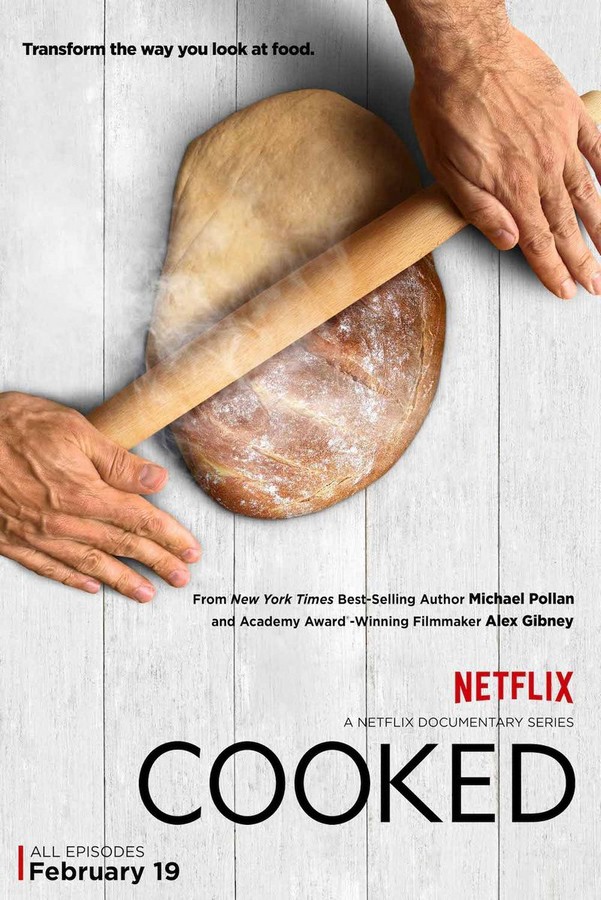 Transform the way you look at food.
From New York Times Best-Selling Author Michael Pollan
and Academy Award®-Winning Filmmaker Alex Gibney
NETFLIX
A NETFLIX DOCUMENTARY SERIES
COOKED
ALL EPISODES
February 19